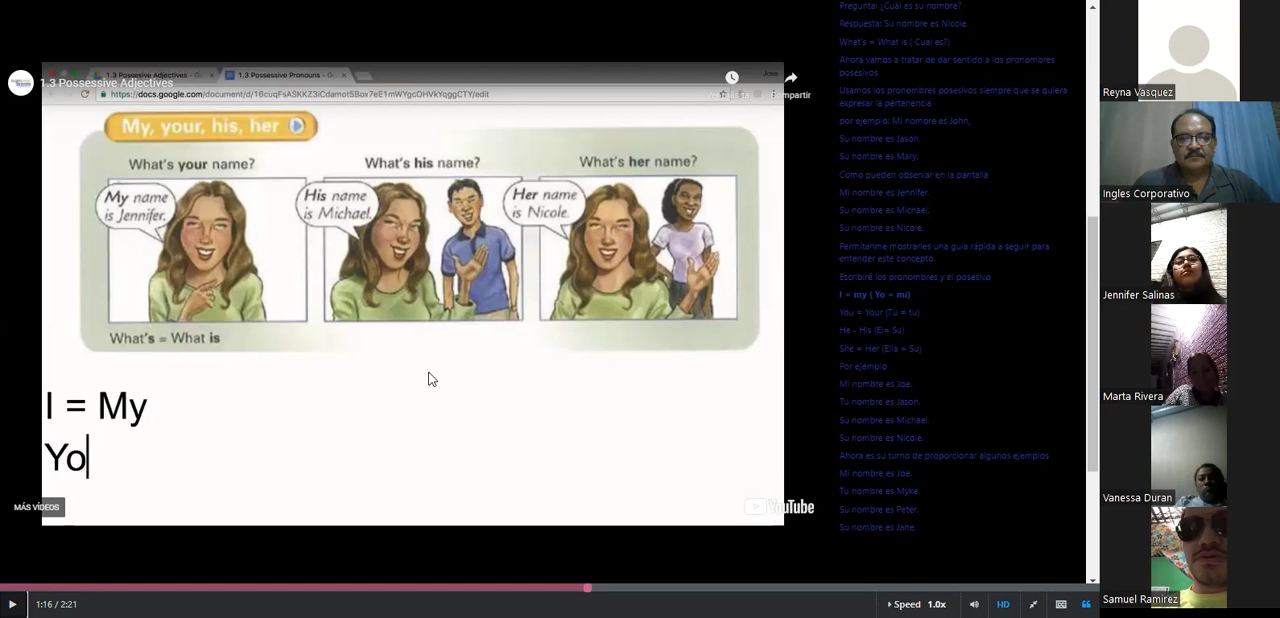 1.3 Possessive Adjectives - Go
1.3 Possessive Pronouns - Go
Jose
1.3 Possessive Adjectives
Compartir
My, your, his, her
What's your name?
What's his name?
What's her name?
My name
is Jennifer.
His name
is Michael.
Her name
is Nicole.
What's = What is
I = My
Yo
MÁS VÍDEOS
YouTube
1:16 / 2:21
Speed 1.0x
HD
Pregunta: ¿Cuál es su nombre?
Respuesta: Su nombre es Nicole.
What's = What is ( Cual es?)
Ahora vamos a tratar de dar sentido a los pronombres
posesivos
Usamos los pronombres posesivos siempre que se quiera
expresar la pertenencia
por ejemplo: Mi nombre es John,
Su nombre es Jason.
Su nombre es Mary.
Como pueden observar en la pantalla
Mi nombre es Jennifer.
Su nombre es Michael.
Su nombre es Nicole.
Permítanme mostrarles una guía rápida a seguir para
entender este concepto.
Escribiré los pronombres y el posesivo
I = my ( Yo = mi)
You = Your (Tu = tu)
He - His (El= Su)
She = Her (Ella = Su)
Por ejemplo
Mi nombre es Joe.
Tu nombre es Jason.
Su nombre es Michael.
Su nombre es Nicole.
Ahora es su turno de proporcionar algunos ejemplos
Mi nombre es Joe.
Tu nombre es Myke.
Su nombre es Peter.
Su nombre es Jane.
Reyna Vasquez
Ingles Corporativo
Jennifer Salinas
Marta Rivera
Vanessa Duran
Samuel Ramirez